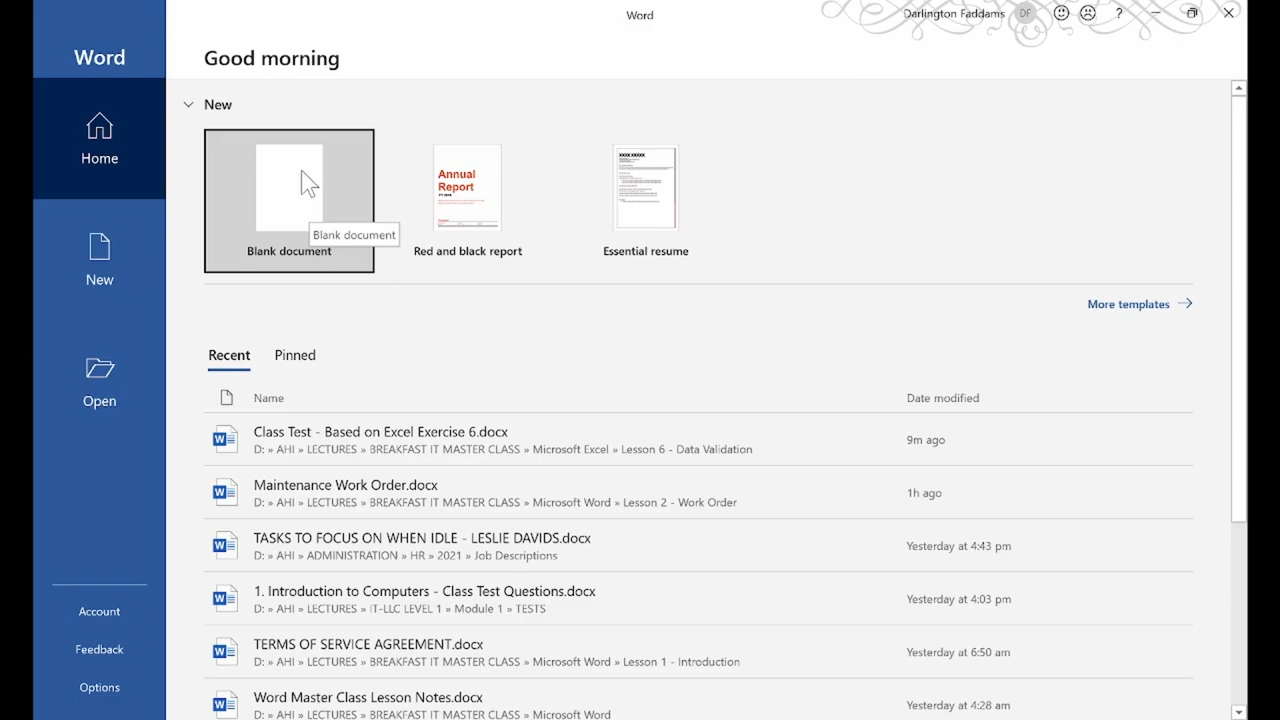 Word
Darlington Faddams
DF
?
Word
Good morning
New
Home
New
Open
Account
Feedback
Options
Annual
Report
Blank document
Blank document
Red and black report
Essential resume
More templates
Recent
Pinned
Name
Date modified
Class Test - Based on Excel Exercise 6.docx
D: » AHI » LECTURES » BREAKFAST IT MASTER CLASS » Microsoft Excel » Lesson 6 - Data Validation
9m ago
Maintenance Work Order.docx
D: » AHI » LECTURES » BREAKFAST IT MASTER CLASS » Microsoft Word » Lesson 2 - Work Order
1h ago
TASKS TO FOCUS ON WHEN IDLE - LESLIE DAVIDS.docx
D: » AHI » ADMINISTRATION » HR » 2021 » Job Descriptions
Yesterday at 4:43 pm
1. Introduction to Computers - Class Test Questions.docx
D: » AHI » LECTURES » IT-LLC LEVEL 1 » Module 1 » TESTS
Yesterday at 4:03 pm
TERMS OF SERVICE AGREEMENT.docx
D: » AHI » LECTURES » BREAKFAST IT MASTER CLASS » Microsoft Word » Lesson 1 - Introduction
Yesterday at 6:50 am
Word Master Class Lesson Notes.docx
D: » AHI » LECTURES » BREAKFAST IT MASTER CLASS » Microsoft Word
Yesterday at 4:28 am